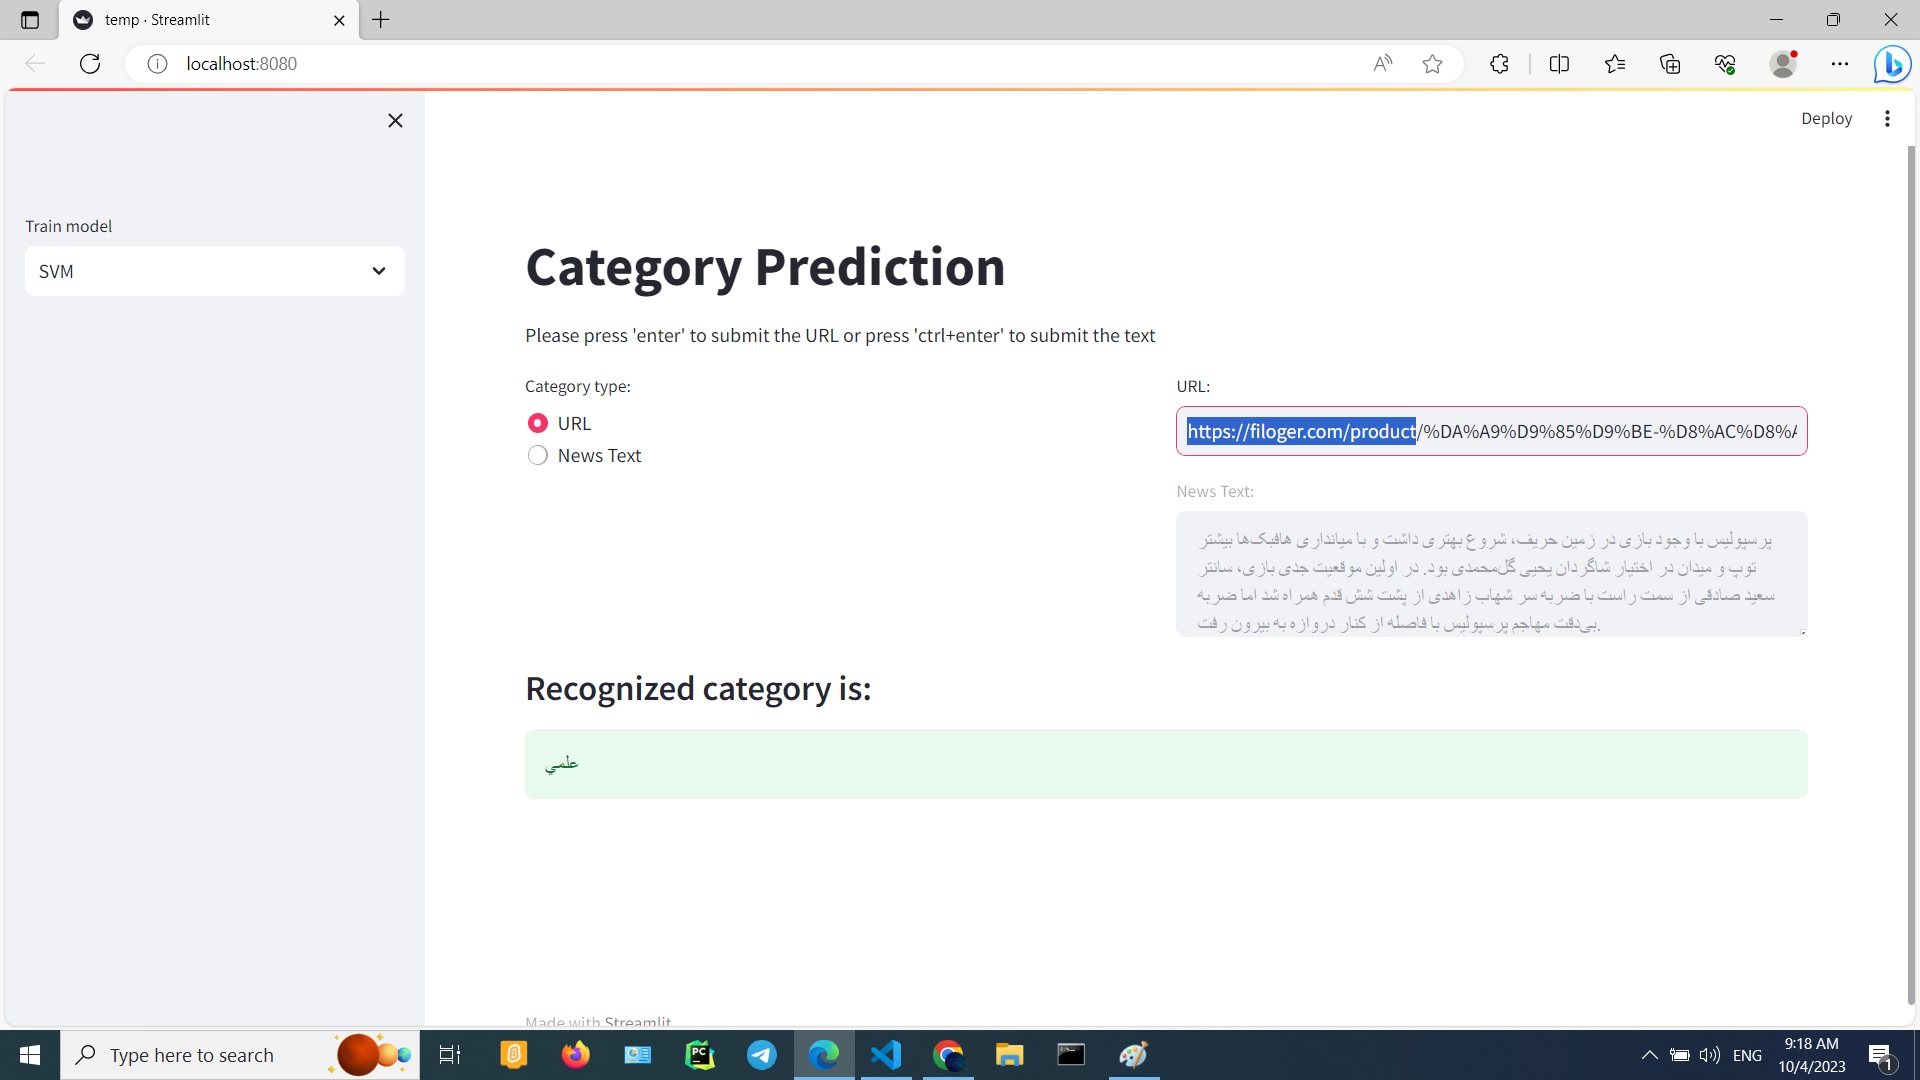 temp · Streamlit
localhost:8080
Deploy
Train model
SVM
Category Prediction
Please press 'enter' to submit the URL or press 'ctrl+enter' to submit the text
Category type:
URL
News Text
URL:
https://filoger.com/product/%DA%A9%D9%85%D9%BE-%D8%AC%D8%A
News Text:
پرسپولیس با وجود بازی در زمین حریف، شروع بهتری داشت و با میانداری هافبک‌ها بیشتر
توپ و میدان در اختیار شاگردان یحیی گل‌محمدی بود. در اولین موقعیت جدی بازی، سانتر
سعید صادقی از سمت راست با ضربه سر شهاب زاهدی از پشت شش قدم همراه شد اما ضربه
بی‌دقت مهاجم پرسپولیس با فاصله از کنار دروازه به بیرون رفت.
Recognized category is:
علمي
Made with Streamlit
Type here to search
ENG
9:18 AM
10/4/2023
1